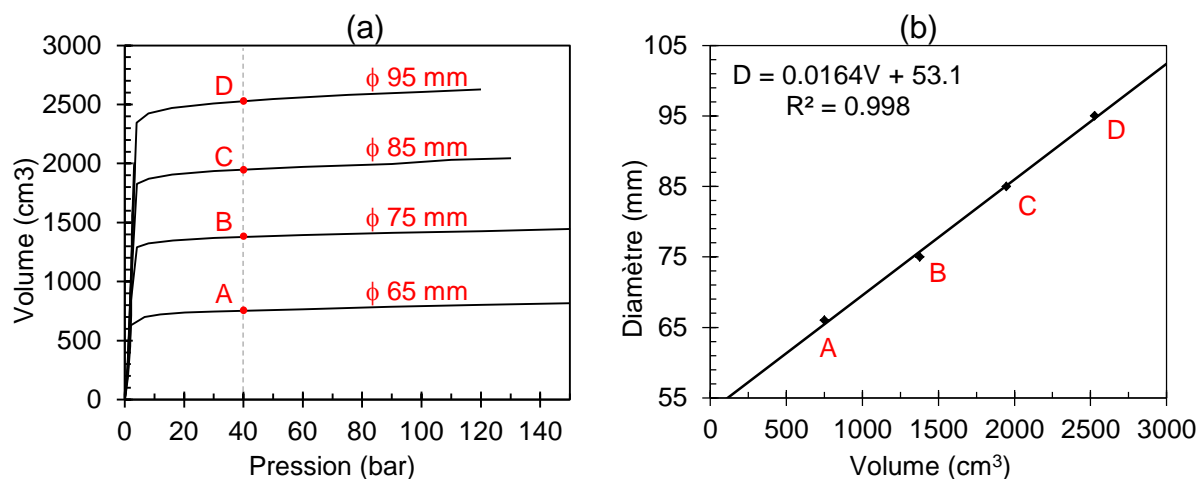 (a)
3000
2500
2000
1500
1000
500
0
Volume (cm3)
D
ϕ 95 mm
C
ϕ 85 mm
B
ϕ 75 mm
A
ϕ 65 mm
0 20 40 60 80 100 120 140
Pression (bar)
(b)
105
95
85
75
65
55
Diamètre (mm)
D = 0.0164V + 53.1
R² = 0.998
D
C
B
A
0 500 1000 1500 2000 2500 3000
Volume (cm³)